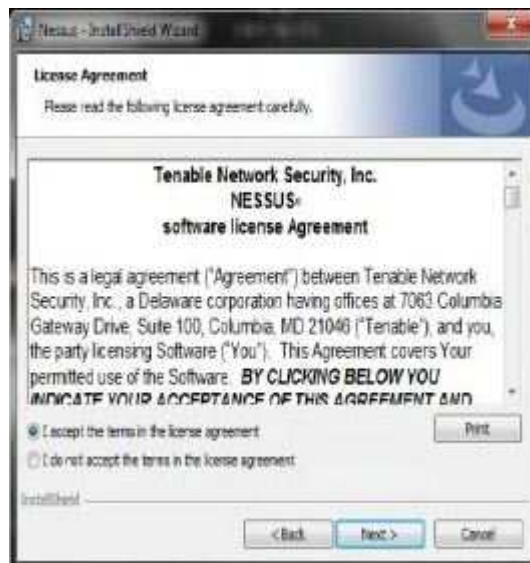 Nessus - InstallShield Wizard
License Agreement
Please read the following license agreement carefully.
Tenable Network Security, Inc.
NESSUS®
software license Agreement
This is a legal agreement ("Agreement") between Tenable Network
Security, Inc., a Delaware corporation having offices at 7063 Columbia
Gateway Drive, Suite 100, Columbia, MD 21046 ("Tenable"), and you,
the party licensing Software ("You"). This Agreement covers Your
permitted use of the Software. BY CLICKING BELOW YOU
INDICATE YOUR ACCEPTANCE OF THIS AGREEMENT AND
I accept the terms in the license agreement
Print
I do not accept the terms in the license agreement
InstallShield
< Back
Next >
Cancel